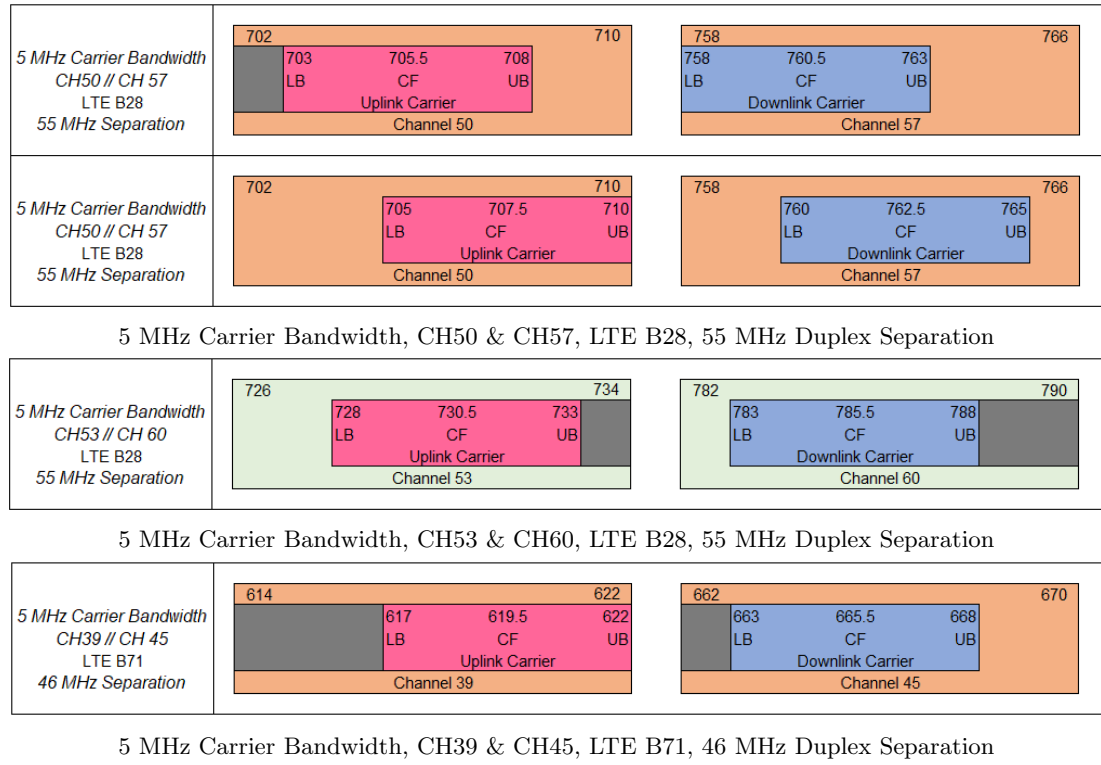 5 MHz Carrier Bandwidth
CH50 // CH 57
LTE B28
55 MHz Separation
702 710
703 705.5 708
LB CF UB
Uplink Carrier
Channel 50
758 766
758 760.5 763
LB CF UB
Downlink Carrier
Channel 57
5 MHz Carrier Bandwidth
CH50 // CH 57
LTE B28
55 MHz Separation
702 710
705 707.5 710
LB CF UB
Uplink Carrier
Channel 50
758 766
760 762.5 765
LB CF UB
Downlink Carrier
Channel 57
5 MHz Carrier Bandwidth, CH50 & CH57, LTE B28, 55 MHz Duplex Separation
5 MHz Carrier Bandwidth
CH53 // CH 60
LTE B28
55 MHz Separation
726 734
728 730.5 733
LB CF UB
Uplink Carrier
Channel 53
782 790
783 785.5 788
LB CF UB
Downlink Carrier
Channel 60
5 MHz Carrier Bandwidth, CH53 & CH60, LTE B28, 55 MHz Duplex Separation
5 MHz Carrier Bandwidth
CH39 // CH 45
LTE B71
46 MHz Separation
614 622
617 619.5 622
LB CF UB
Uplink Carrier
Channel 39
662 670
663 665.5 668
LB CF UB
Downlink Carrier
Channel 45
5 MHz Carrier Bandwidth, CH39 & CH45, LTE B71, 46 MHz Duplex Separation